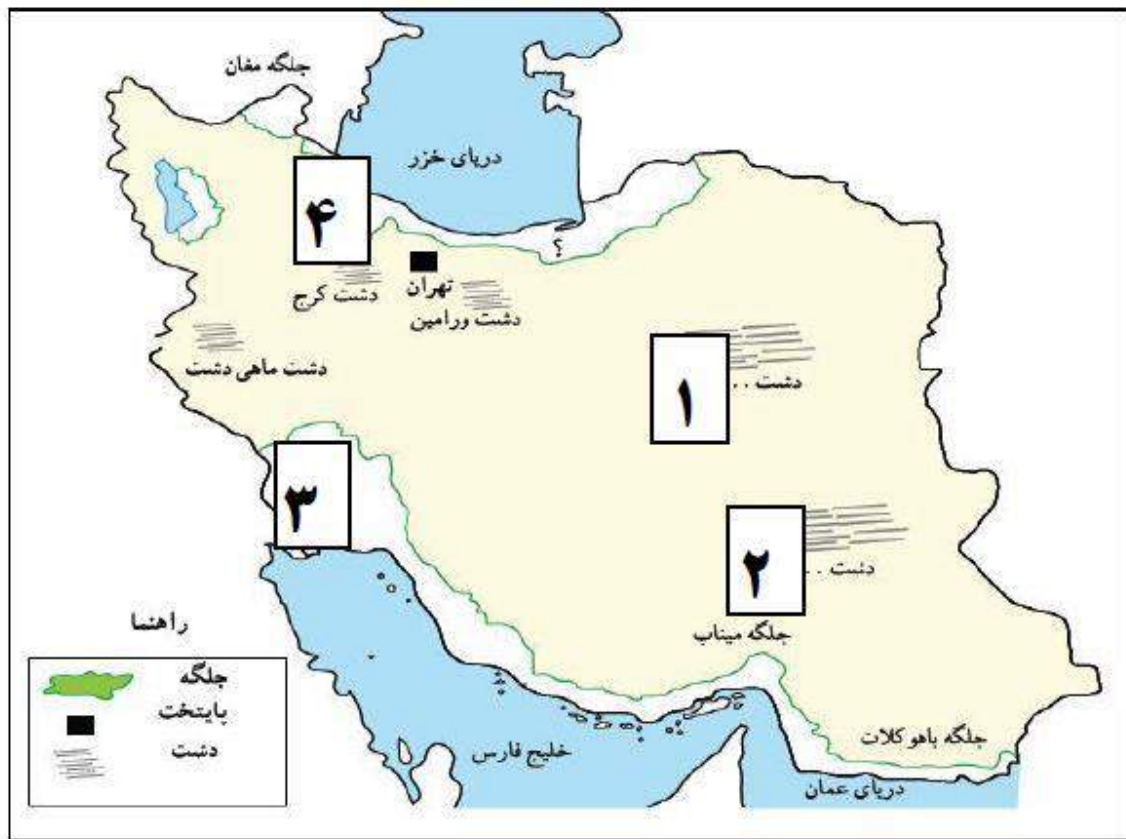 جلگه مغان
دریای خزر
۴
؟
تهران
دشت کرج
دشت ورامین
دشت ماهی دشت
۱
دشت ..
۳
۲
دشت ..
جلگه میناب
راهنما
جلگه
پایتخت
دشت
خلیج فارس
جلگه باهو کلات
دریای عمان